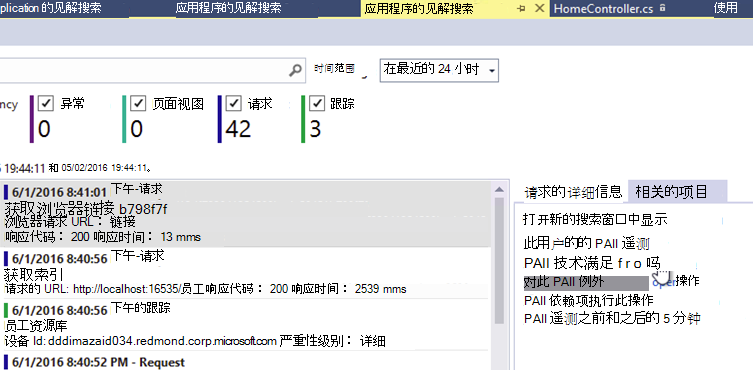 pplication 的见解搜索 应用程序的见解搜索 应用程序的见解搜索 HomeController.cs 使用
时间范围 在最近的 24 小时
ncy 异常 页面视图 请求 跟踪
0 0 42 3
19:44:11 和 05/02/2016 19:44:11。
请求的详细信息 相关的项目
6/1/2016 8:41:01 下午-请求
获取浏览器链接 b798f7f
浏览器请求 URL： 链接
响应代码： 200 响应时间： 13 mms
6/1/2016 8:40:56 下午-请求
获取索引
请求的 URL: http://localhost:16535/员工响应代码： 200 响应时间： 2539 mms
6/1/2016 8:40:56 下午的跟踪
员工资源库
设备 Id: dddimazaid034.redmond.corp.microsoft.com 严重性级别： 详细
6/1/2016 8:40:52 PM - Request
打开新的搜索窗口中显示
此用户的的 PAll 遥测
PAll 技术满足 f r o 吗
对此 PAll 例外 oper操作
PAll 依赖项执行此操作
PAll 遥测之前和之后的 5 分钟